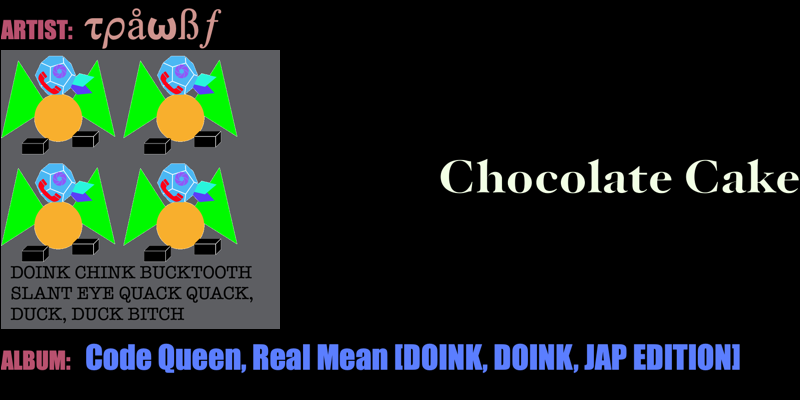 ARTIST: τρåωßƒ
Chocolate Cake
DOINK CHINK BUCKTOOTH
SLANT EYE QUACK QUACK,
DUCK, DUCK BITCH
ALBUM: Code Queen, Real Mean [DOINK, DOINK, JAP EDITION]